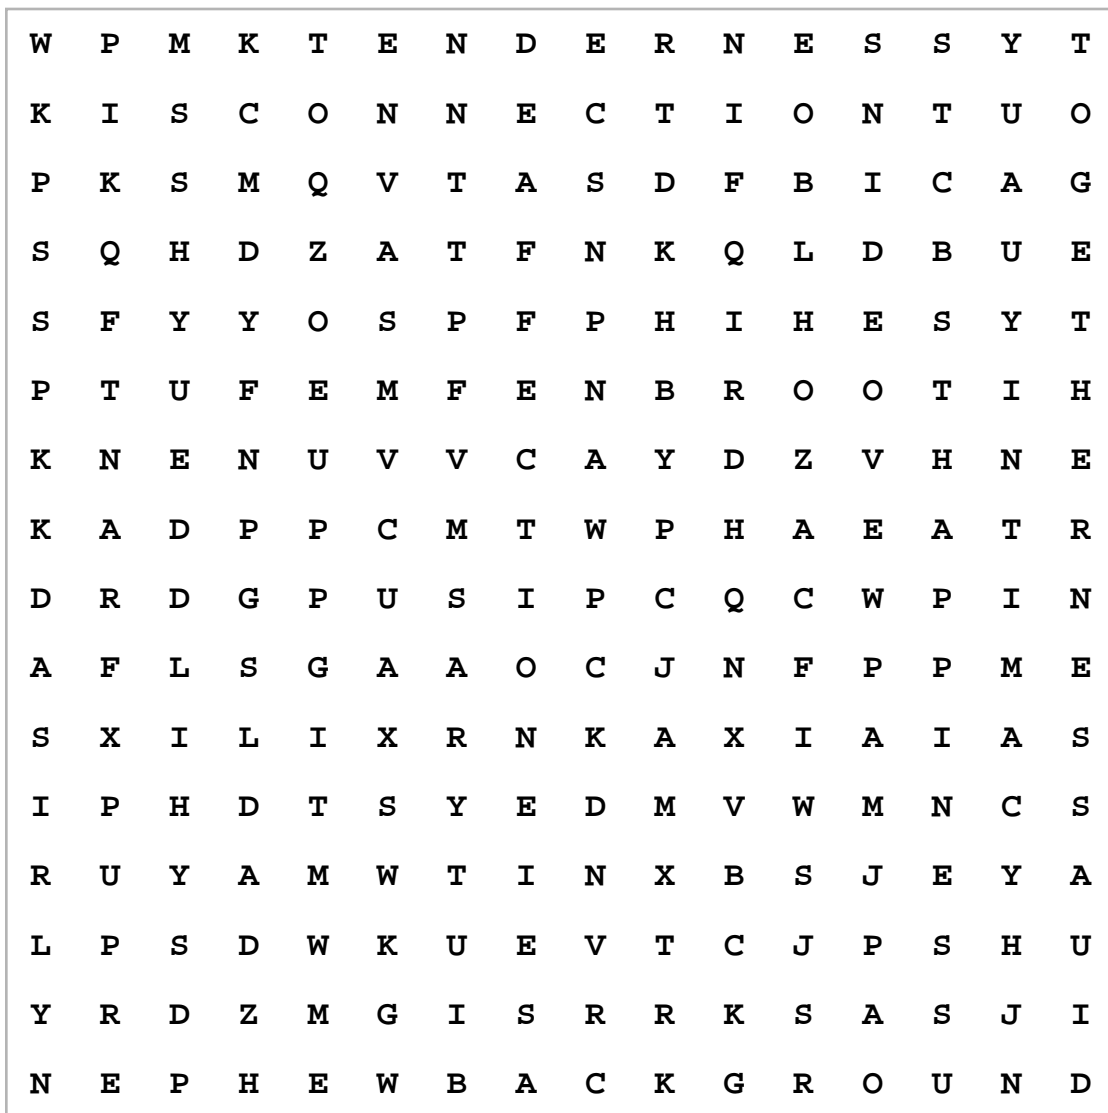 W P M K T E N D E R N E S S Y T
K I S C O N N E C T I O N T U O
P K S M Q V T A S D F B I C A G
S Q H D Z A T F N K Q L D B U E
S F Y Y O S P F P H I H E S Y T
P T U F E M F E N B R O O T I H
K N E N U V V C A Y D Z V H N E
K A D P P C M T W P H A E A T R
D R D G P U S I P C Q C W P I N
A F L S G A A O C J N F P P M E
S X I L I X R N K A X I A I A S
I P H D T S Y E D M V W M N C S
R U Y A M W T I N X B S J E Y A
L P S D W K U E V T C J P S H U
Y R D Z M G I S R R K S A S J I
N E P H E W B A C K G R O U N D